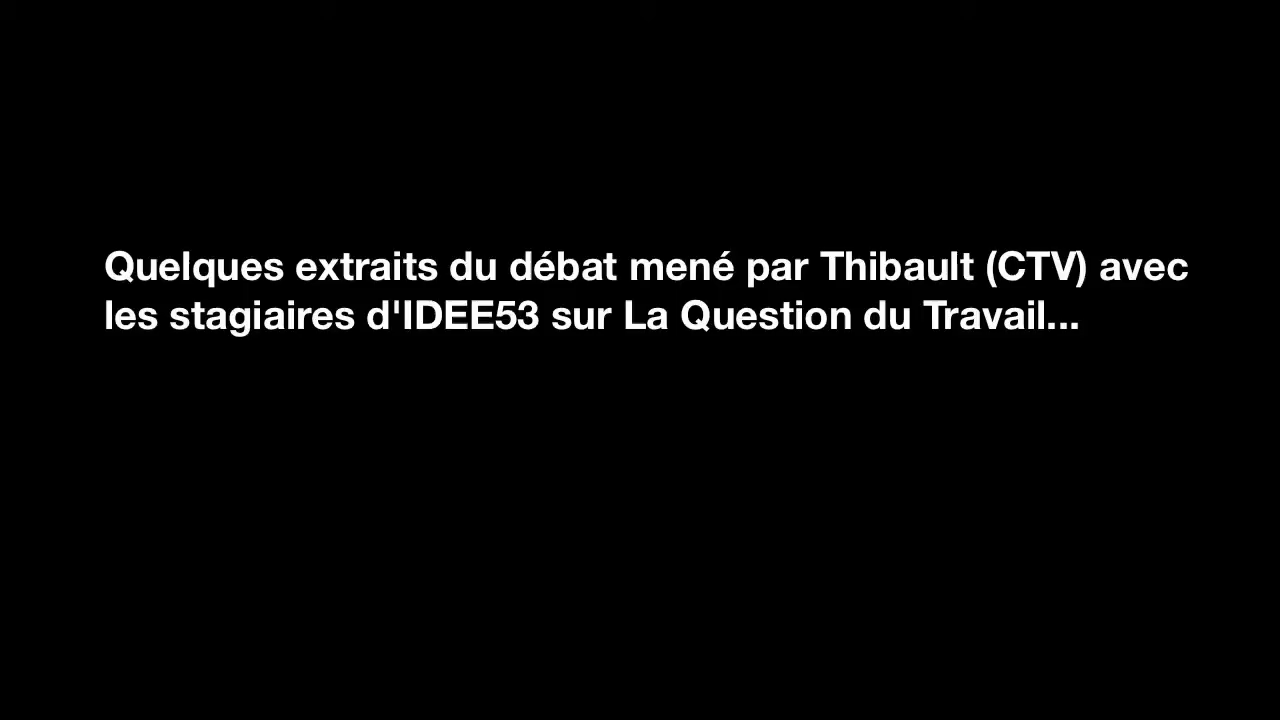 Quelques extraits du débat mené par Thibault (CTV) avec
les stagiaires d'IDEE53 sur La Question du Travail...